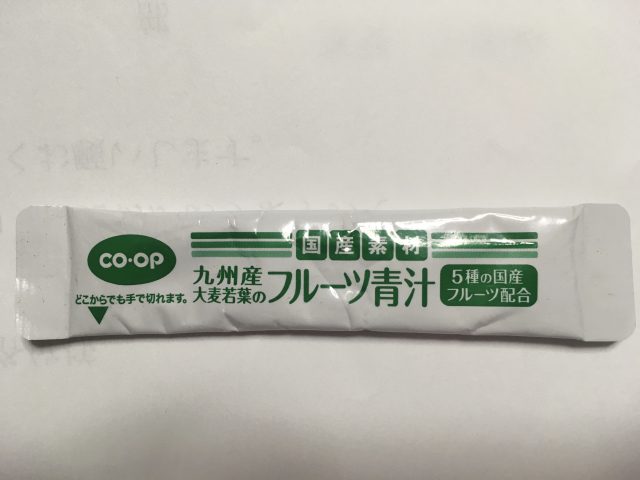 CO·OP
どこからでも手で切れます。
国産素材
九州産
大麦若葉の
フルーツ青汁
5種の国産
フルーツ配合